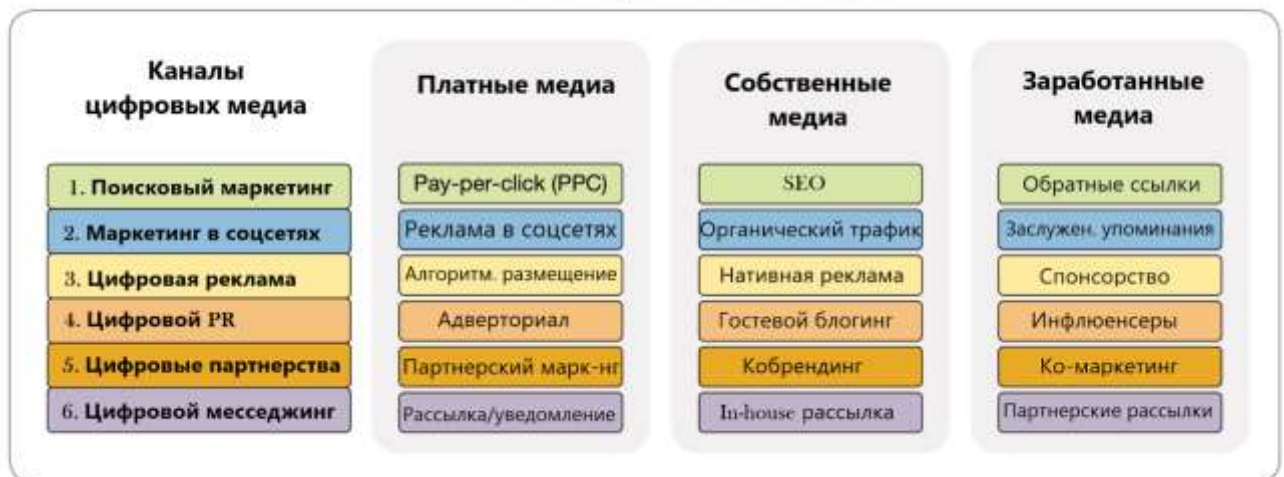 Каналы
цифровых медиа
Платные медиа
Собственные
медиа
Заработанные
медиа
1. Поисковый маркетинг
Pay-per-click (PPC)
SEO
Обратные ссылки
2. Маркетинг в соцсетях
Реклама в соцсетях
Органический трафик
Заслужен. упоминания
3. Цифровая реклама
Алгоритм. размещение
Нативная реклама
Спонсорство
4. Цифровой PR
Адверториал
Гостевой блогинг
Инфлюенсеры
5. Цифровые партнерства
Партнерский марк-нг
Кобрендинг
Ко-маркетинг
6. Цифровой месседжинг
Рассылка/уведомление
In-house рассылка
Партнерские рассылки